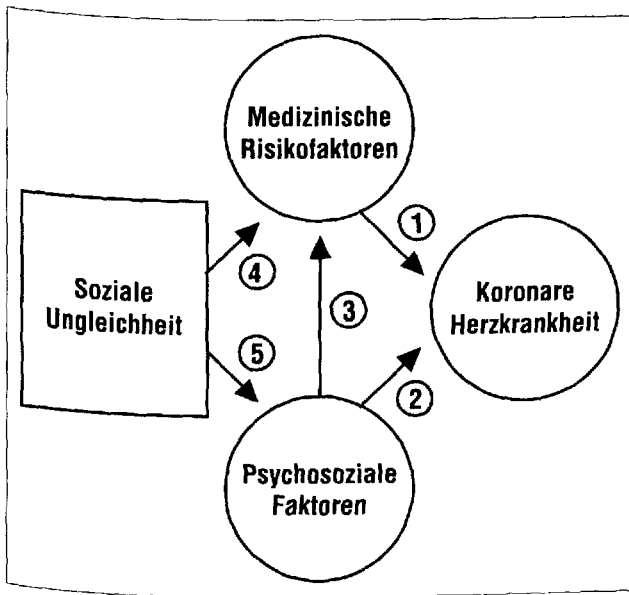 Medizinische
Risikofaktoren
1
4
Soziale
Ungleichheit
3
Koronare
Herzkrankheit
5
2
Psychosoziale
Faktoren